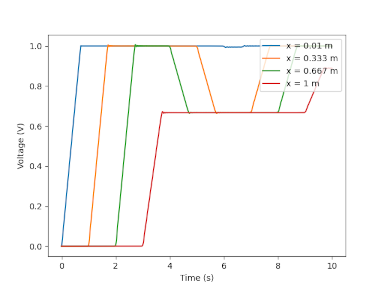 1.0
0.8
0.6
0.4
0.2
0.0
Voltage (V)
x = 0.01 m
x = 0.333 m
x = 0.667 m
x = 1 m
0 2 4 6 8 10
Time (s)